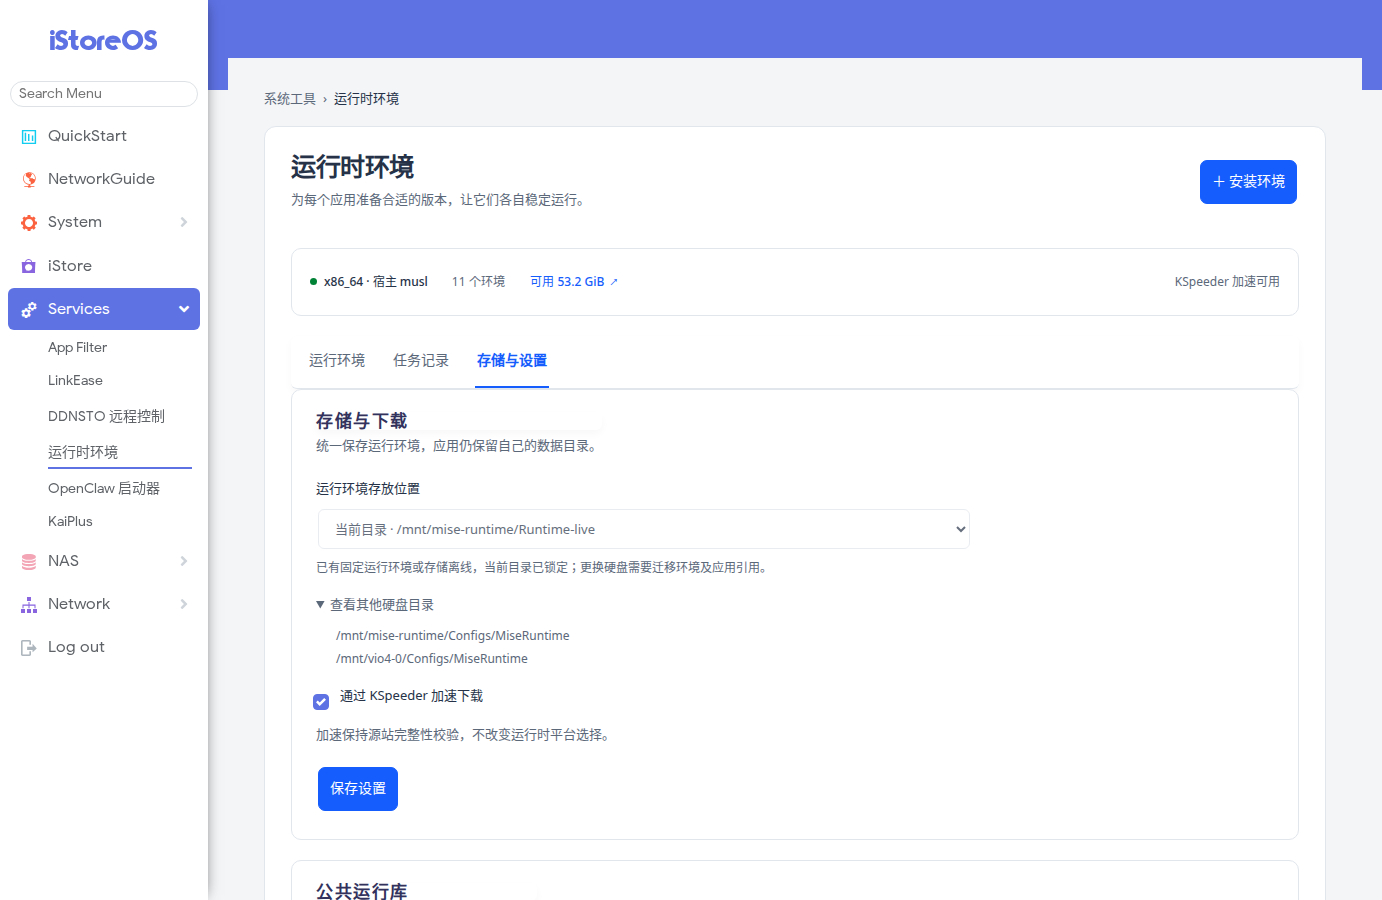 iStoreOS
Search Menu
QuickStart
NetworkGuide
System
iStore
Services
App Filter
LinkEase
DDNSTO 远程控制
运行时环境
OpenClaw 启动器
KaiPlus
NAS
Network
Log out
系统工具 › 运行时环境
运行时环境
为每个应用准备合适的版本，让它们各自稳定运行。
＋ 安装环境
x86_64 · 宿主 musl 11 个环境 可用 53.2 GiB ↗ KSpeeder 加速可用
运行环境 任务记录 存储与设置
存储与下载
统一保存运行环境，应用仍保留自己的数据目录。
运行环境存放位置
当前目录 · /mnt/mise-runtime/Runtime-live
已有固定运行环境或存储离线，当前目录已锁定；更换硬盘需要迁移环境及应用引用。
▼ 查看其他硬盘目录
/mnt/mise-runtime/Configs/MiseRuntime
/mnt/vio4-0/Configs/MiseRuntime
通过 KSpeeder 加速下载
加速保持源站完整性校验，不改变运行时平台选择。
保存设置
公共运行库